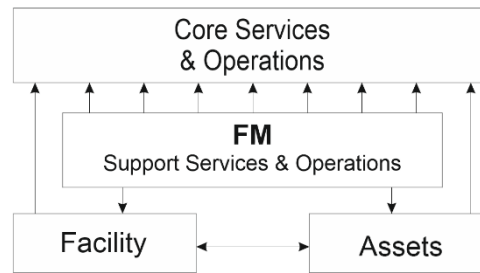 Core Services
& Operations
FM
Support Services & Operations
Facility
Assets